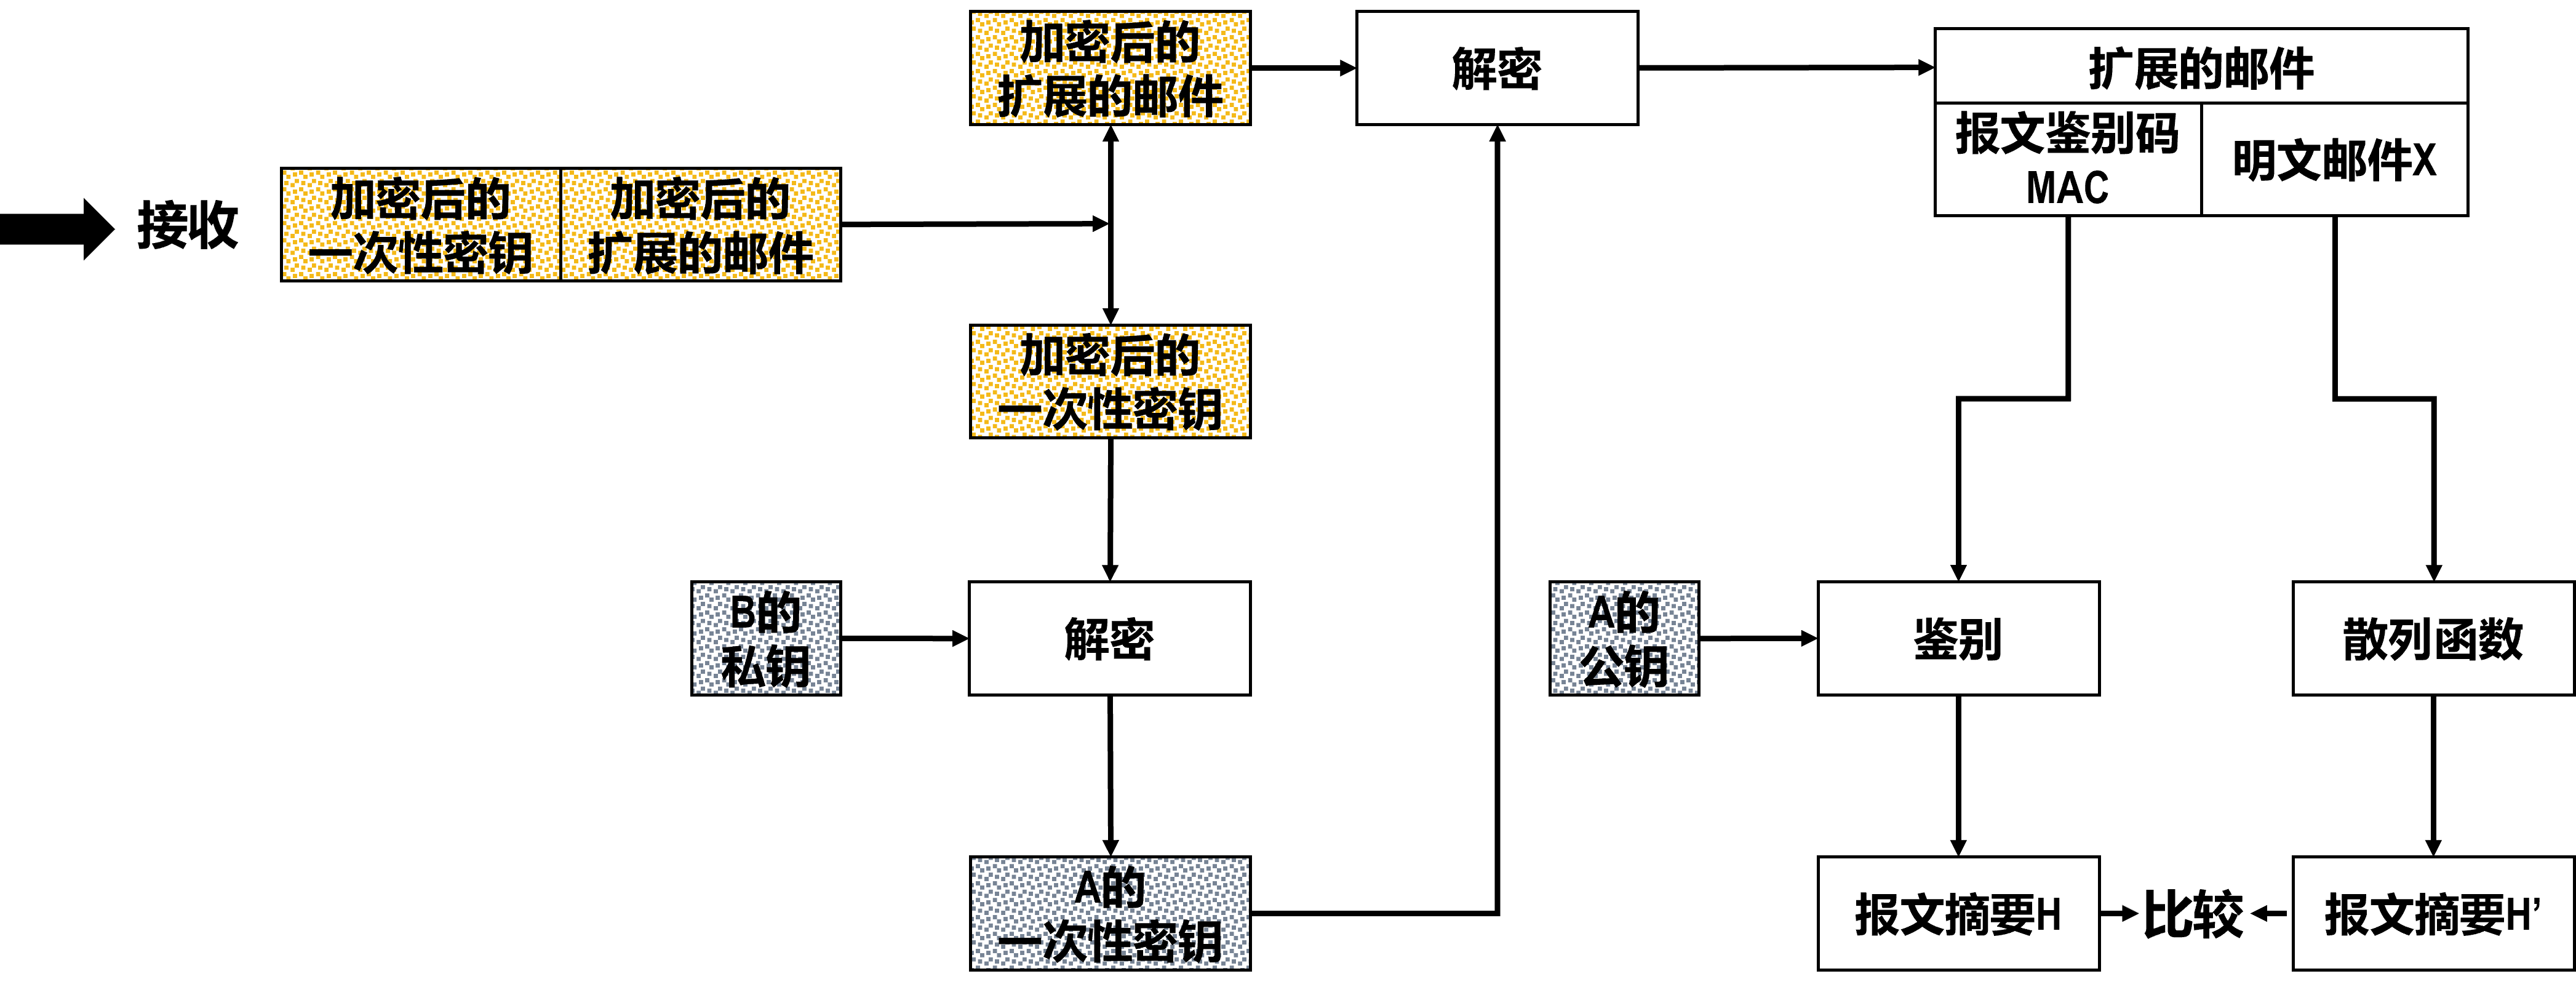 加密后的
扩展的邮件
解密
扩展的邮件
报文鉴别码
MAC
明文邮件X
接收
加密后的
一次性密钥
加密后的
扩展的邮件
加密后的
一次性密钥
B的
私钥
解密
A的
公钥
鉴别
散列函数
A的
一次性密钥
报文摘要H
比较
报文摘要H’